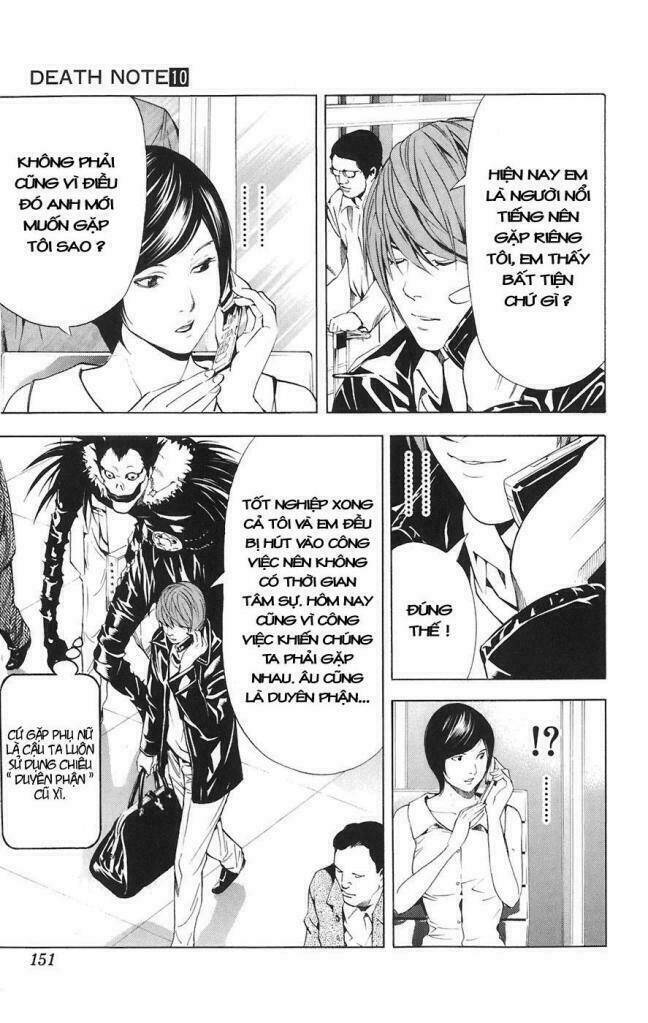 DEATH NOTE 10
HIỆN NAY EM
LÀ NGƯỜI NỔI
TIẾNG NÊN
GẶP RIÊNG
TÔI, EM THẤY
BẤT TIỆN
CHỨ GÌ ?
KHÔNG PHẢI
CŨNG VÌ ĐIỀU
ĐÓ ANH MỚI
MUỐN GẶP
TÔI SAO ?
ĐÚNG
THẾ !
TỐT NGHIỆP XONG
CẢ TÔI VÀ EM ĐỀU
BỊ HÚT VÀO CÔNG
VIỆC NÊN KHÔNG
CÓ THỜI GIAN
TÂM SỰ. HÔM NAY
CŨNG VÌ CÔNG
VIỆC KHIẾN CHÚNG
TA PHẢI GẶP
NHAU. ÂU CŨNG
LÀ DUYÊN PHẬN...
CỨ GẶP PHỤ NỮ
LÀ CẬU TA LUÔN
SỬ DỤNG CHIÊU
“ DUYÊN PHẬN ”
CŨ XÌ.
!?
151